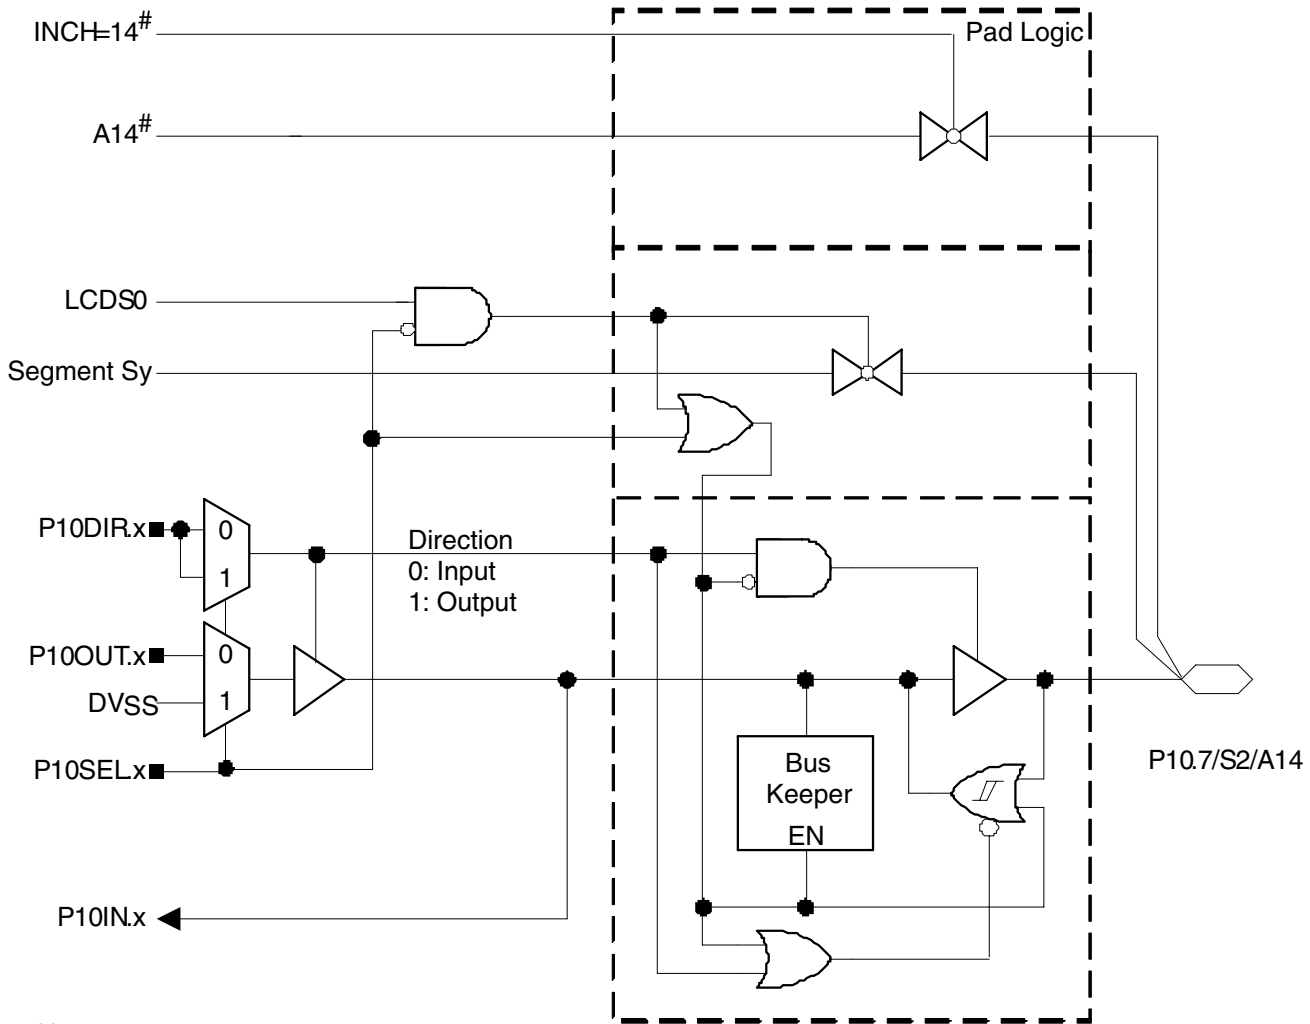 INCH=14#
Pad Logic
A14#
LCDS0
Segment Sy
P10DIR.x
0
1
Direction
0: Input
1: Output
P10OUT.x
0
DVSS
1
P10SEL.x
Bus
Keeper
EN
P10.7/S2/A14
P10IN.x